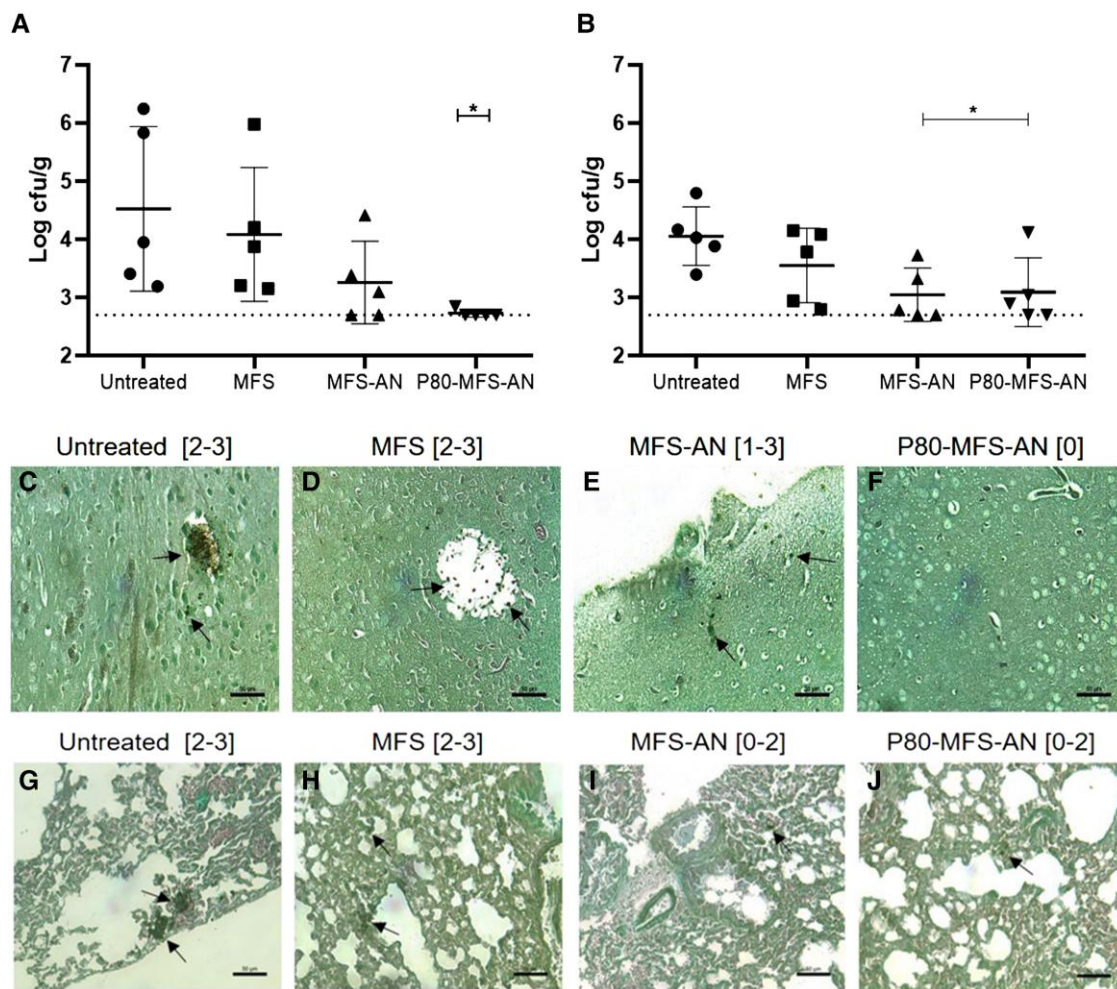 A
B
Log cfu/g
7
6
5
4
3
2
*
Untreated
MFS
MFS-AN
P80-MFS-AN
Log cfu/g
7
6
5
4
3
2
*
Untreated
MFS
MFS-AN
P80-MFS-AN
Untreated [2-3]
MFS [2-3]
MFS-AN [1-3]
P80-MFS-AN [0]
C
D
E
F
Untreated [2-3]
MFS [2-3]
MFS-AN [0-2]
P80-MFS-AN [0-2]
G
H
I
J
50 µm